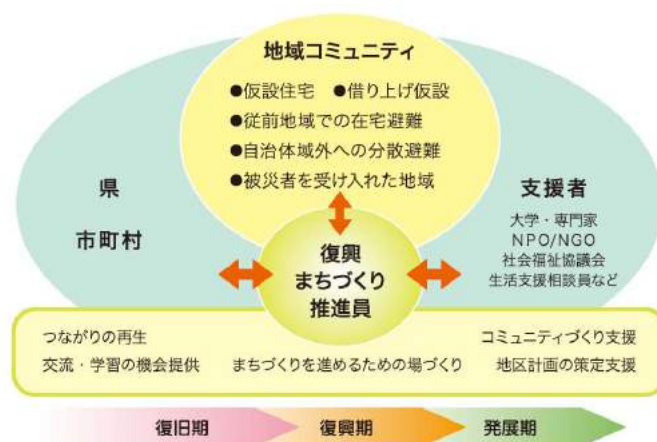 地域コミュニティ
●仮設住宅 ●借り上げ仮設
●従前地域での在宅避難
●自治体域外への分散避難
●被災者を受け入れた地域
県
市町村
支援者
大学・専門家
NPO/NGO
社会福祉協議会
生活支援相談員など
復興
まちづくり
推進員
つながりの再生
交流・学習の機会提供
まちづくりを進めるための場づくり
コミュニティづくり支援
地区計画の策定支援
復旧期
復興期
発展期